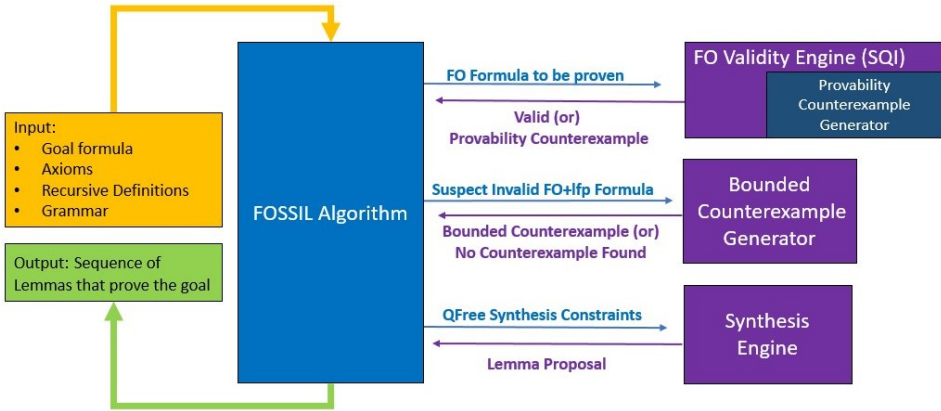 Input:
• Goal formula
• Axioms
• Recursive Definitions
• Grammar
Output: Sequence of
Lemmas that prove the goal
FOSSIL Algorithm
FO Formula to be proven
Valid (or)
Provability Counterexample
Suspect Invalid FO+lfp Formula
Bounded Counterexample (or)
No Counterexample Found
QFree Synthesis Constraints
Lemma Proposal
FO Validity Engine (SQI)
Provability
Counterexample
Generator
Bounded
Counterexample
Generator
Synthesis
Engine